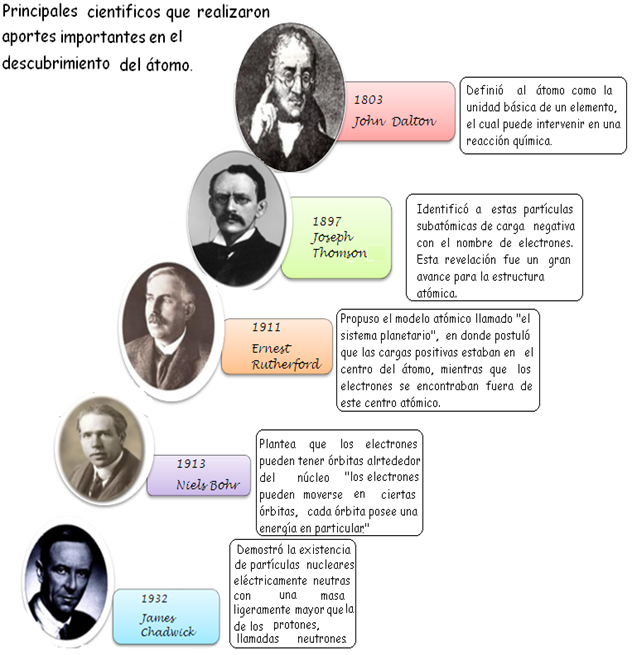 Principales cientificos que realizaron
aportes importantes en el
descubrimiento del átomo.
1803
John Dalton
Definió al átomo como la
unidad básica de un elemento,
el cual puede intervenir en una
reacción química.
1897
Joseph
Thomson
Identificó a estas partículas
subatómicas de carga negativa
con el nombre de electrones.
Esta revelación fue un gran
avance para la estructura
atómica.
1911
Ernest
Rutherford
Propuso el modelo atómico llamado "el
sistema planetario", en donde postuló
que las cargas positivas estaban en el
centro del átomo, mientras que los
electrones se encontraban fuera de
este centro atómico.
1913
Niels Bohr
Plantea que los electrones
pueden tener órbitas alrtededor
del núcleo "los electrones
pueden moverse en ciertas
órbitas, cada órbita posee una
energía en particular."
1932
James
Chadwick
Demostró la existencia
de partículas nucleares
eléctricamente neutras
con una masa
ligeramente mayor que la
de los protones,
llamadas neutrones.